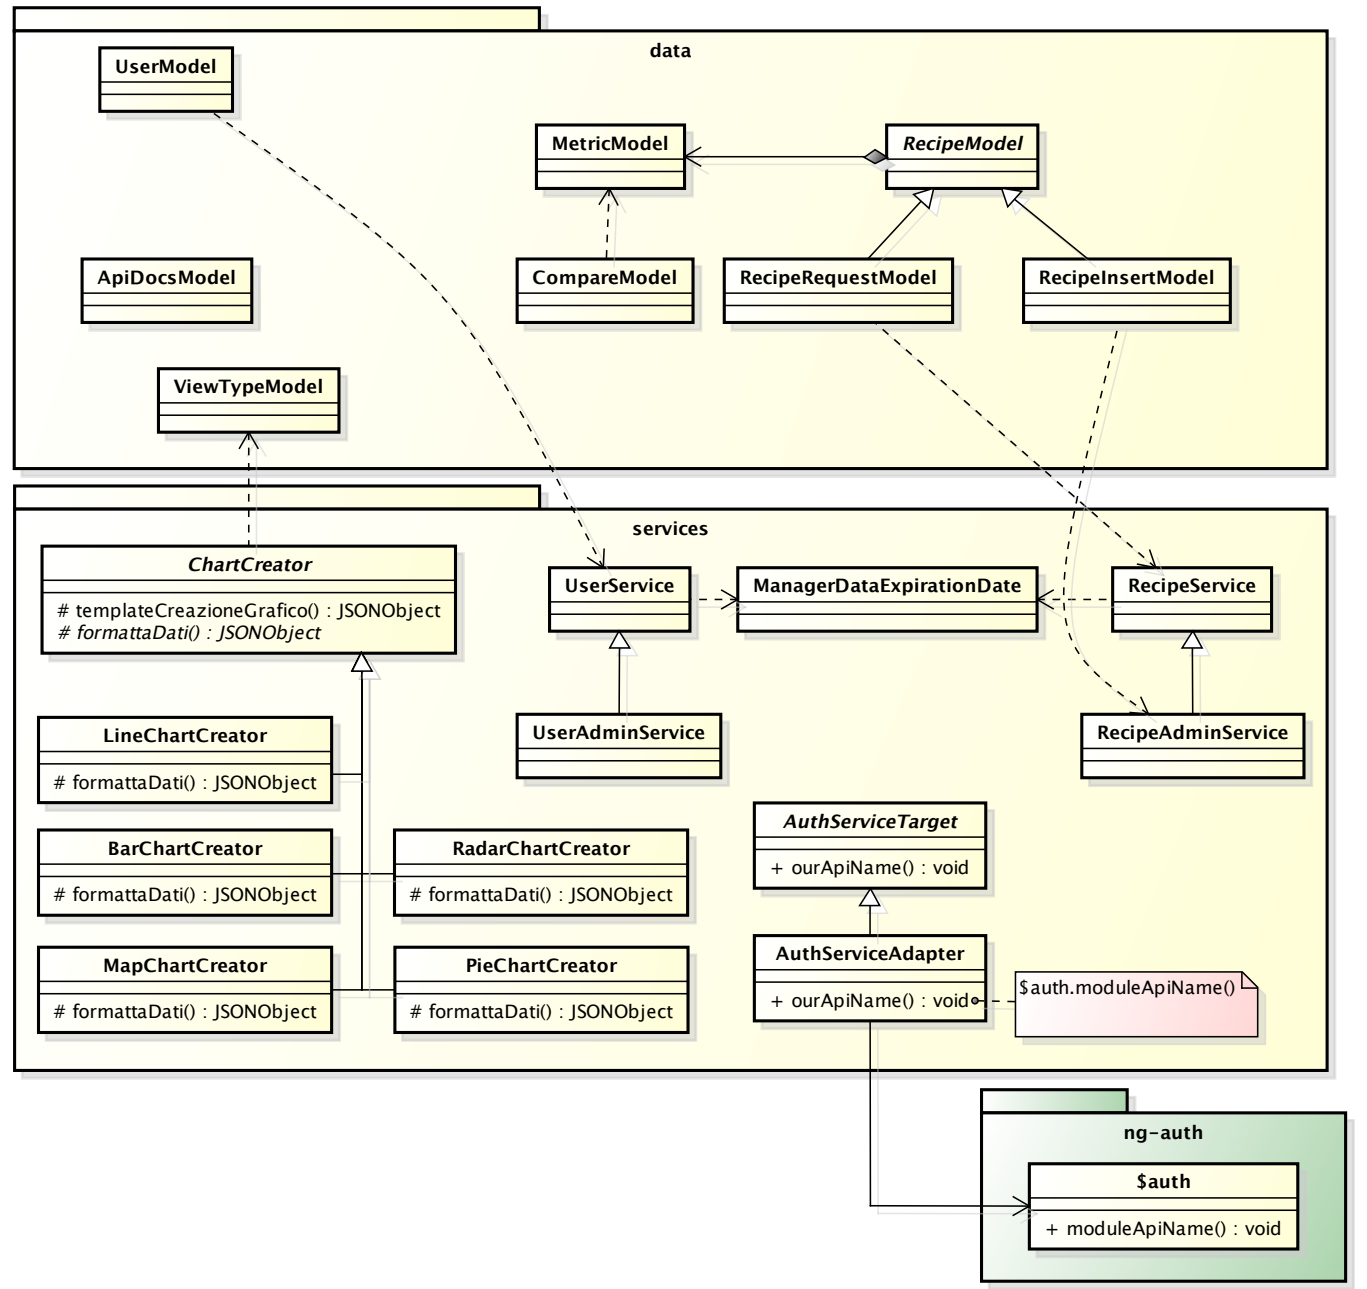 data
UserModel
MetricModel
RecipeModel
ApiDocsModel
CompareModel
RecipeRequestModel
RecipeInsertModel
ViewTypeModel
services
ChartCreator
# templateCreazioneGrafico() : JSONObject
# formattaDati() : JSONObject
UserService
ManagerDataExpirationDate
RecipeService
LineChartCreator
# formattaDati() : JSONObject
UserAdminService
RecipeAdminService
BarChartCreator
# formattaDati() : JSONObject
RadarChartCreator
# formattaDati() : JSONObject
AuthServiceTarget
+ ourApiName() : void
MapChartCreator
# formattaDati() : JSONObject
PieChartCreator
# formattaDati() : JSONObject
AuthServiceAdapter
+ ourApiName() : void
$auth.moduleApiName()
ng-auth
$auth
+ moduleApiName() : void